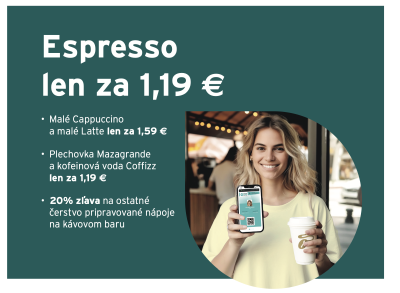 Espresso
len za 1,19 €
• Malé Cappuccino
a malé Latte len za 1,59 €
• Plechovka Mazagrande
a kofeinová voda Coffizz
len za 1,19 €
• 20% zľava na ostatné
čerstvo pripravované nápoje
na kávovom baru